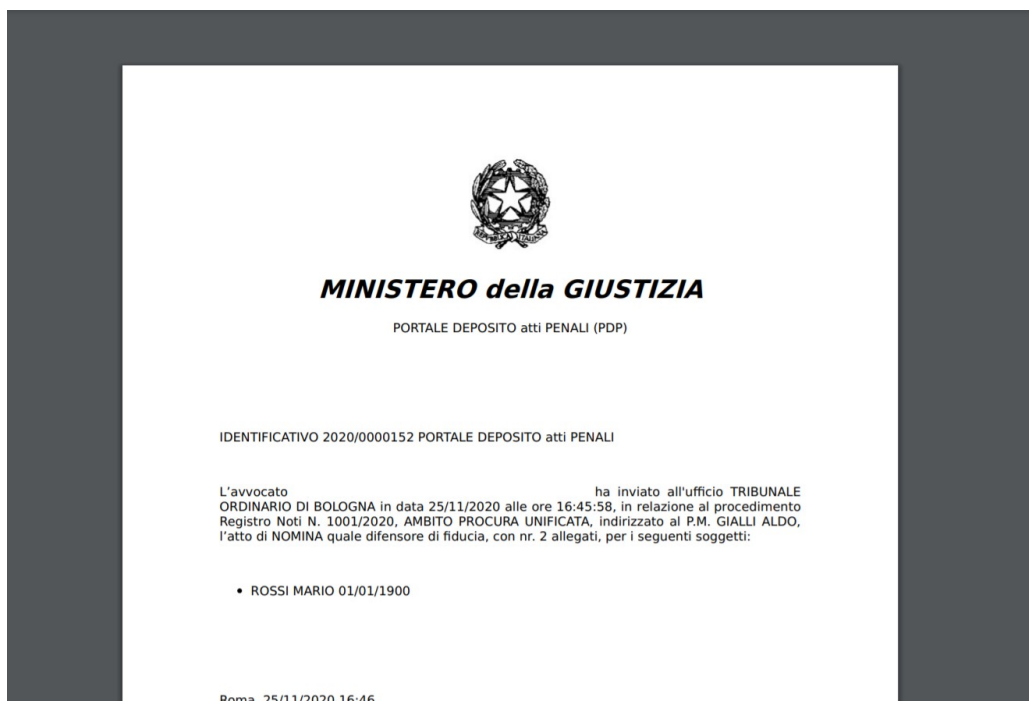 REPVBBLICA ITALIANA
MINISTERO della GIUSTIZIA
PORTALE DEPOSITO atti PENALI (PDP)
IDENTIFICATIVO 2020/0000152 PORTALE DEPOSITO atti PENALI
L’avvocato ha inviato all'ufficio TRIBUNALE
ORDINARIO DI BOLOGNA in data 25/11/2020 alle ore 16:45:58, in relazione al procedimento
Registro Noti N. 1001/2020, AMBITO PROCURA UNIFICATA, indirizzato al P.M. GIALLI ALDO,
l’atto di NOMINA quale difensore di fiducia, con nr. 2 allegati, per i seguenti soggetti:
• ROSSI MARIO 01/01/1900
Roma, 25/11/2020 16:46